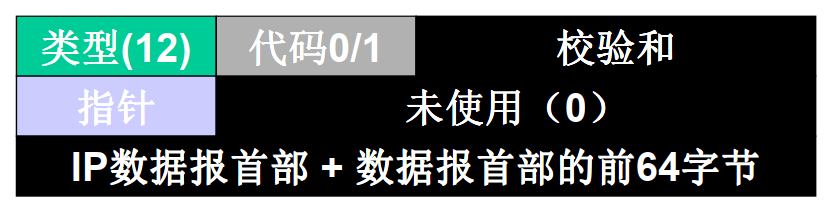 类型(12) 代码0/1 校验和
指针 未使用（0）
IP数据报首部 + 数据报首部的前64字节